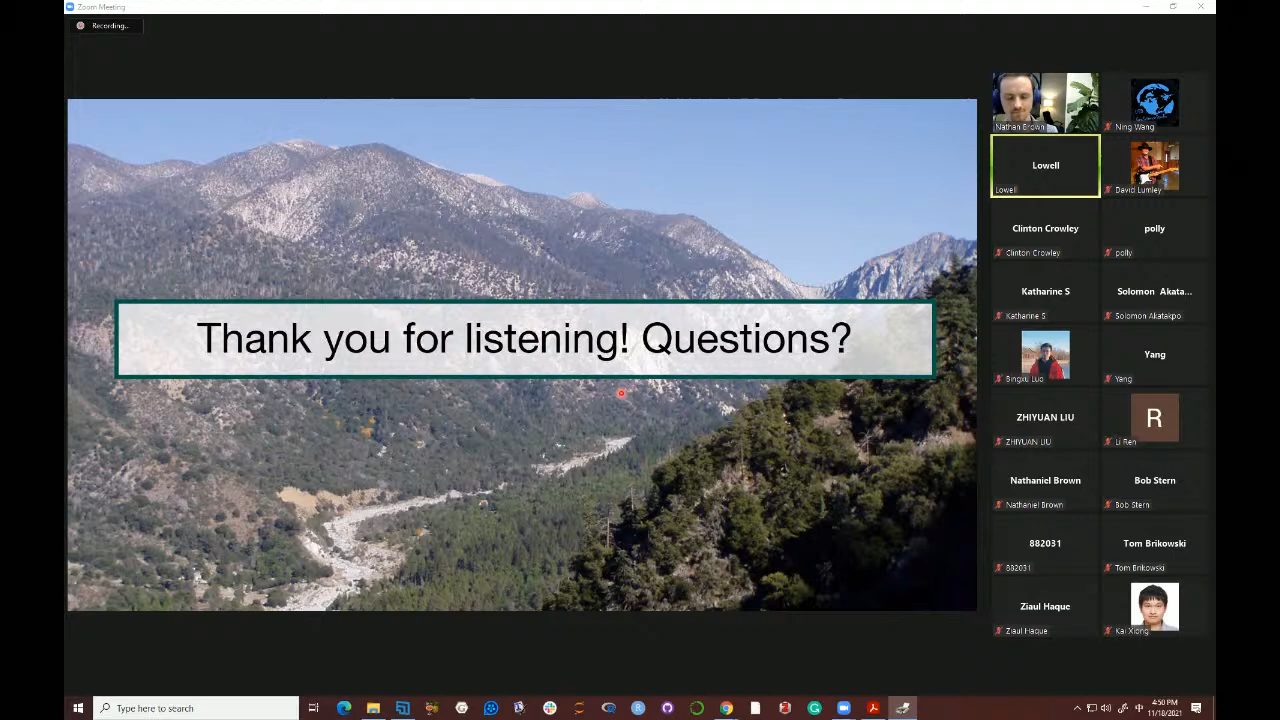 Zoom Meeting
Recording...
Thank you for listening! Questions?
Nathan Brown
Ning Wang
Lowell
Lowell
David Lumley
Clinton Crowley
Clinton Crowley
polly
polly
Katharine S
Katharine S
Solomon Akata...
Solomon Akatakpo
Bingxu Luo
Yang
Yang
ZHIYUAN LIU
ZHIYUAN LIU
R
Li Ren
Nathaniel Brown
Nathaniel Brown
Bob Stern
Bob Stern
882031
882031
Tom Brikowski
Tom Brikowski
Ziaul Haque
Ziaul Haque
Kai Xiong
Type here to search
中
4:50 PM
11/18/2021